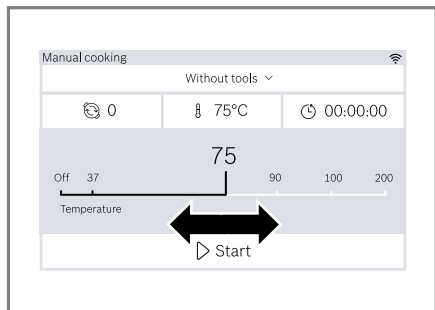 Manual cooking
Without tools
0 75°C 00:00:00
75
Off 37 90 100 200
Temperature
Start